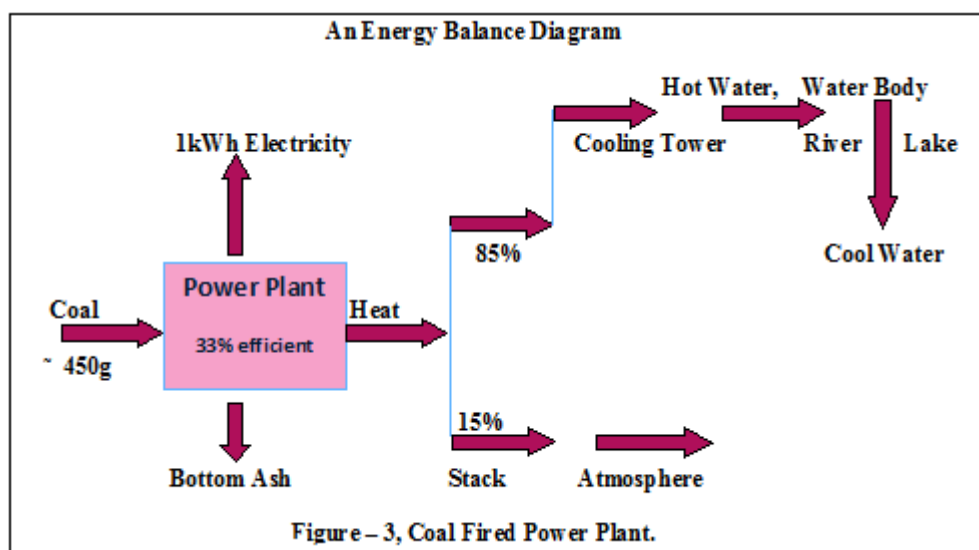 An Energy Balance Diagram
Hot Water, Water Body
1kWh Electricity
Cooling Tower
River Lake
85%
Cool Water
Power Plant
Coal
Heat
33% efficient
~ 450g
15%
Bottom Ash
Stack
Atmosphere
Figure – 3, Coal Fired Power Plant.